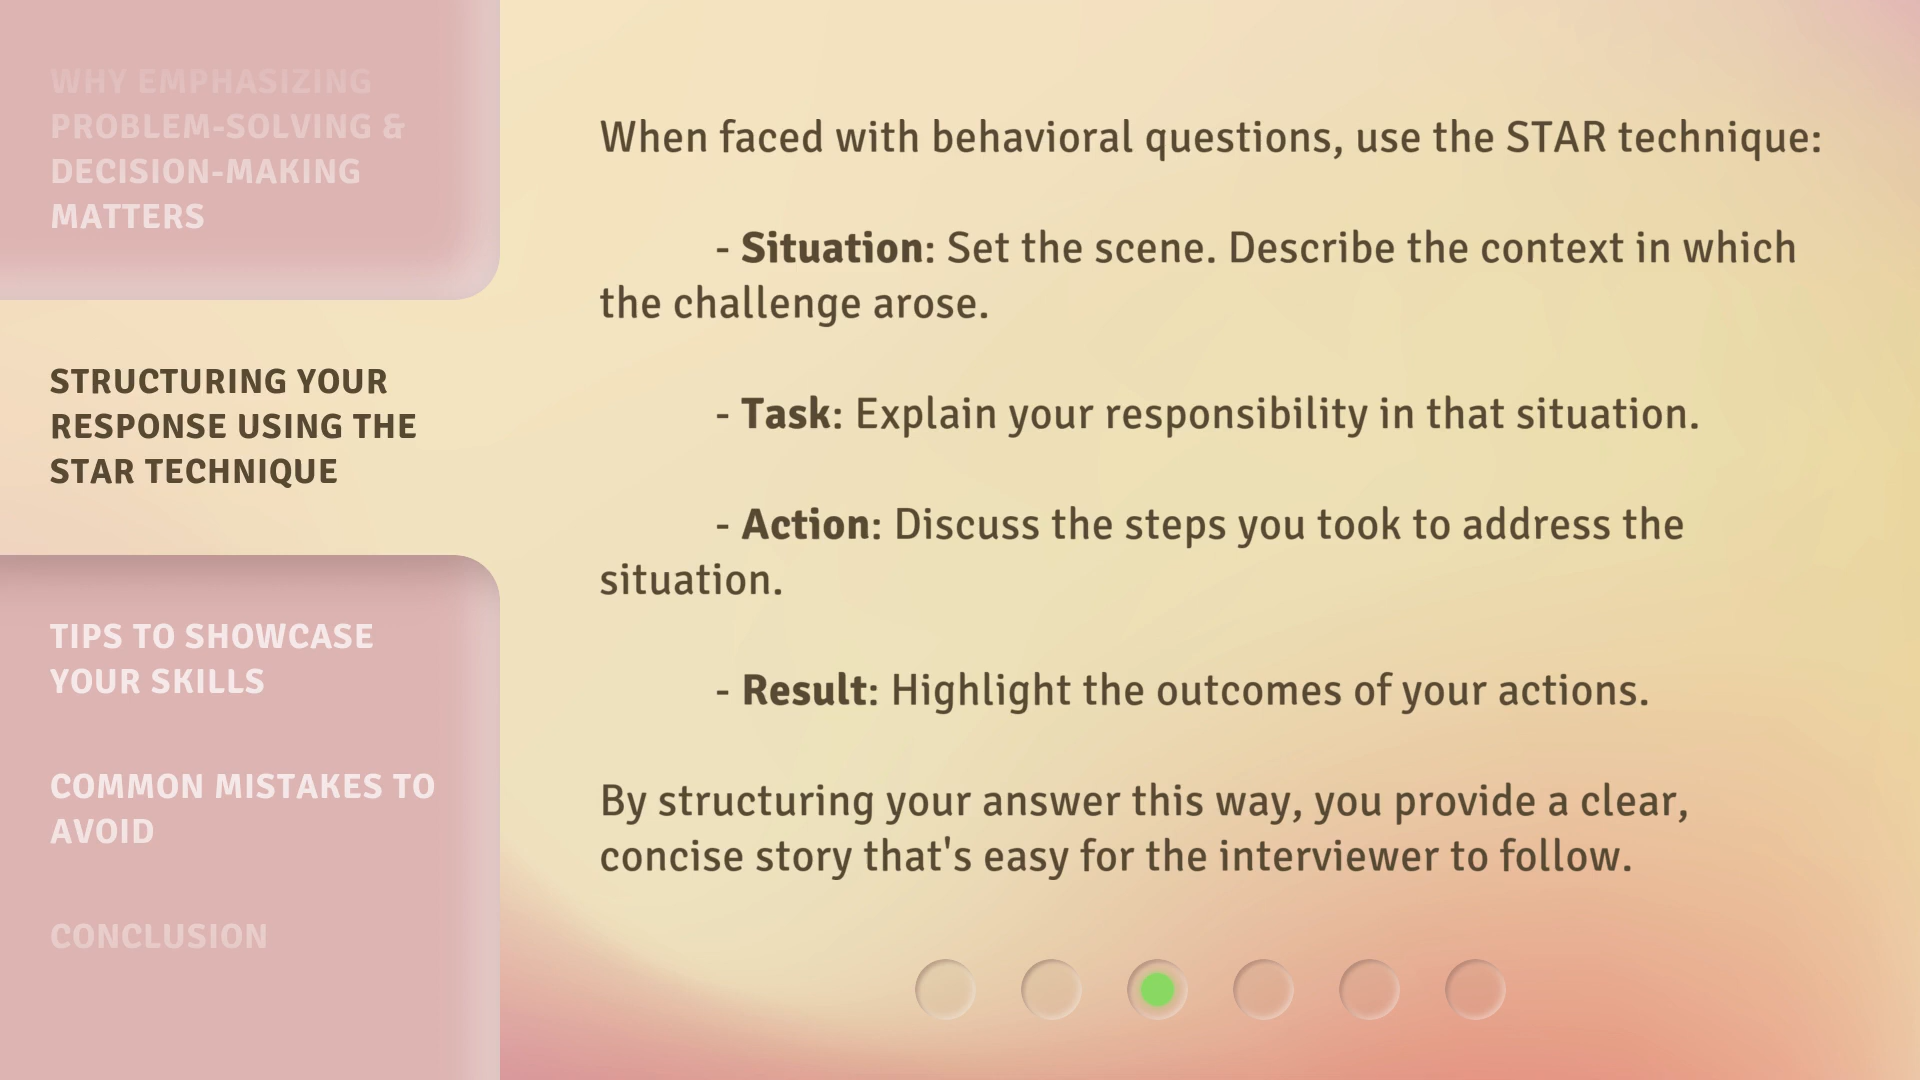 WHY EMPHASIZING
PROBLEM-SOLVING &
DECISION-MAKING
MATTERS
STRUCTURING YOUR
RESPONSE USING THE
STAR TECHNIQUE
TIPS TO SHOWCASE
YOUR SKILLS
COMMON MISTAKES TO
AVOID
CONCLUSION
When faced with behavioral questions, use the STAR technique:
- Situation: Set the scene. Describe the context in which
the challenge arose.
- Task: Explain your responsibility in that situation.
- Action: Discuss the steps you took to address the
situation.
- Result: Highlight the outcomes of your actions.
By structuring your answer this way, you provide a clear,
concise story that's easy for the interviewer to follow.